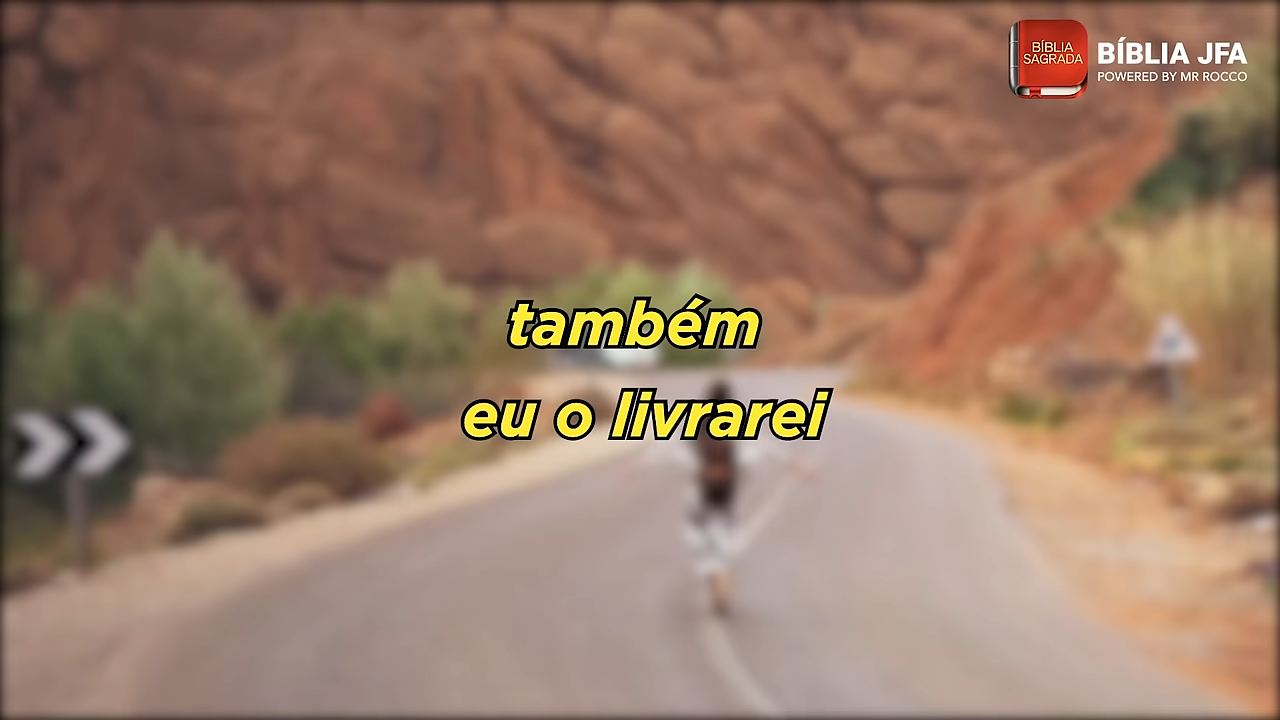 BÍBLIA
SAGRADA
BÍBLIA JFA
POWERED BY MR ROCCO
também
eu o livrarei